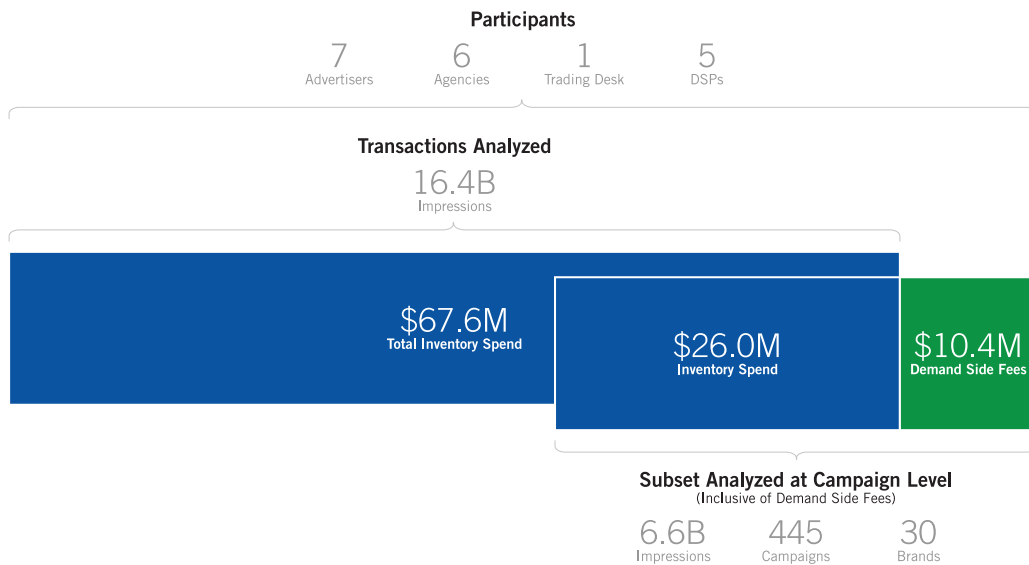 Participants
7 6 1 5
Advertisers Agencies Trading Desk DSPs
Transactions Analyzed
16.4B
Impressions
$67.6M
Total Inventory Spend
$26.0M
Inventory Spend
$10.4M
Demand Side Fees
Subset Analyzed at Campaign Level
(Inclusive of Demand Side Fees)
6.6B 445 30
Impressions Campaigns Brands